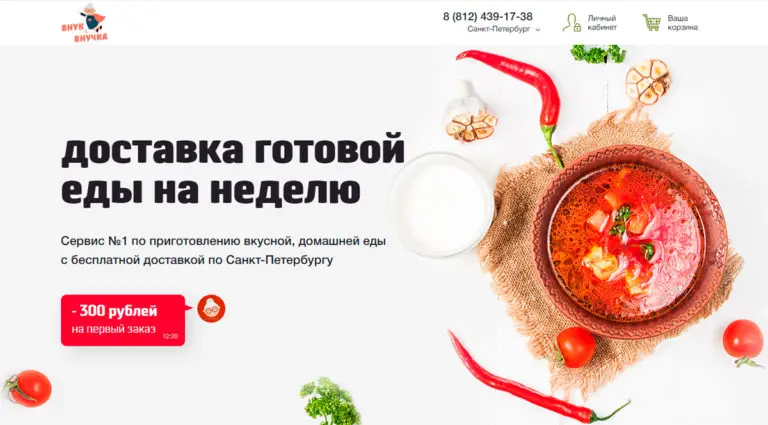 ВНУК
и
ВНУЧКА
8 (812) 439-17-38
Санкт-Петербург
Личный
кабинет
Ваша
корзина
доставка готовой
еды на неделю
Сервис №1 по приготовлению вкусной, домашней еды
с бесплатной доставкой по Санкт-Петербургу
- 300 рублей
на первый заказ
12:20